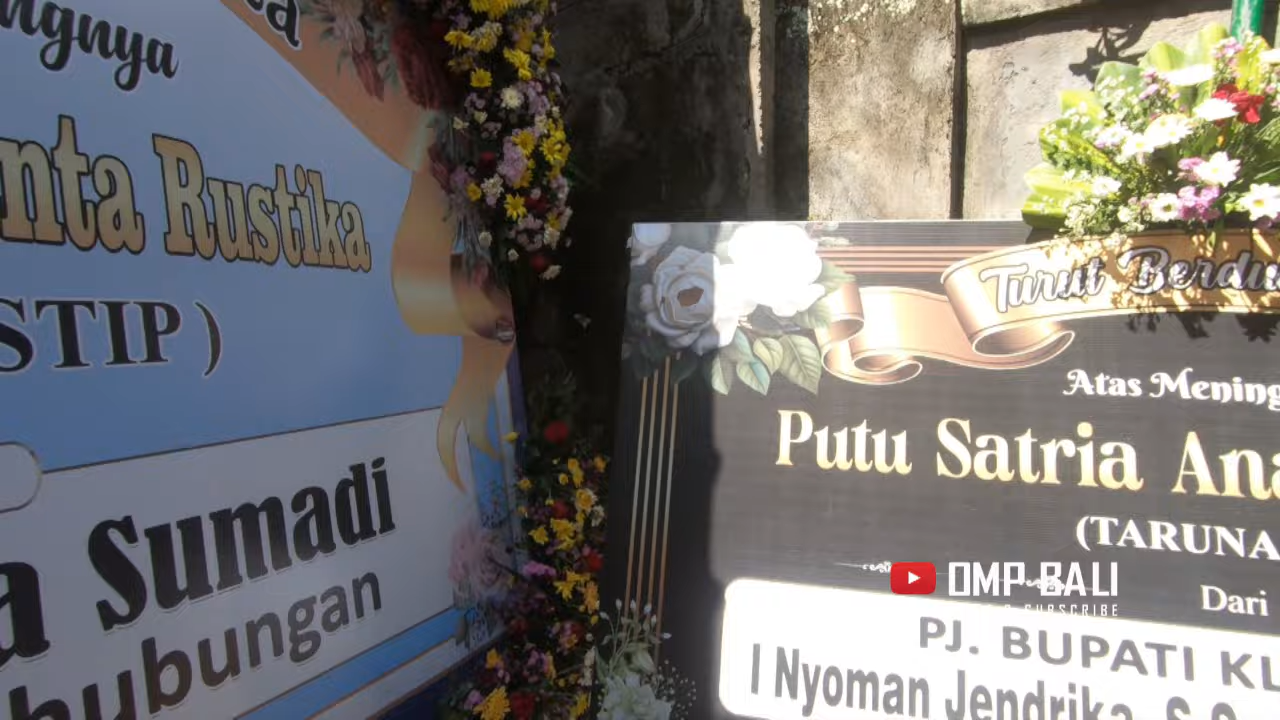 ngnya
nta Rustika
STIP)
a Sumadi
hubungan
Turut Berdu
Atas Mening
Putu Satria Ana
(TARUNA
Dari
OMP BALI
SUBSCRIBE
PJ. BUPATI KL
I Nyoman Jendrika, S.